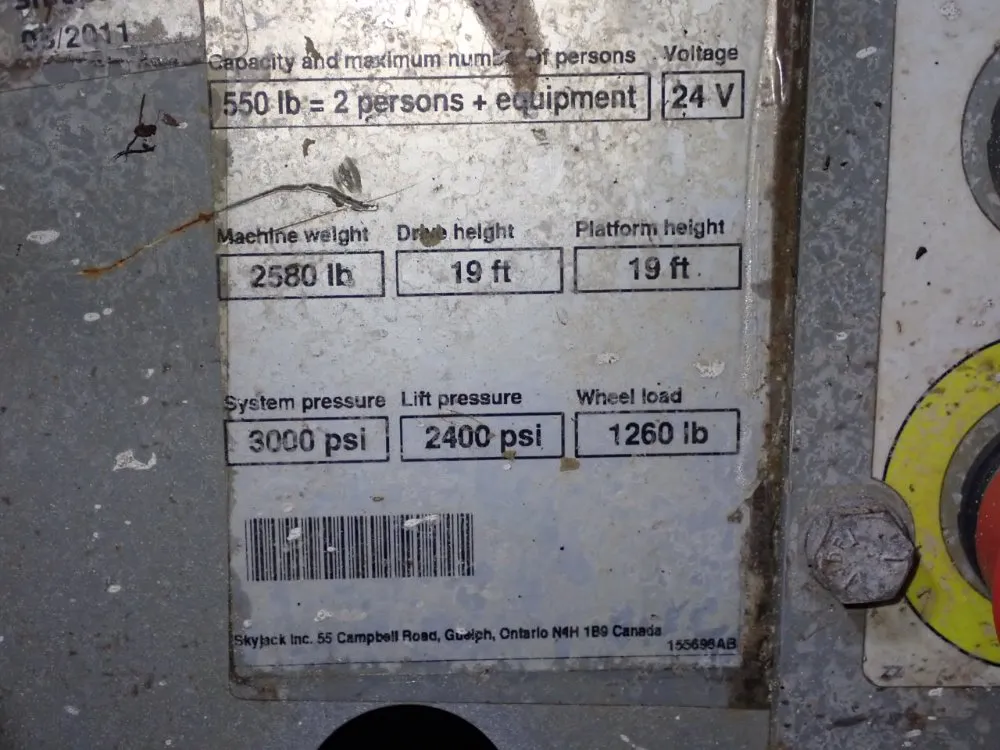 /2011
Capacity and maximum number of persons
Voltage
550 lb = 2 persons + equipment
24 V
Machine weight
Drive height
Platform height
2580 lb
19 ft
19 ft
System pressure
Lift pressure
Wheel load
3000 psi
2400 psi
1260 lb
Skyjack Inc. 55 Campbell Road, Guelph, Ontario N4H 1B9 Canada
155696AB